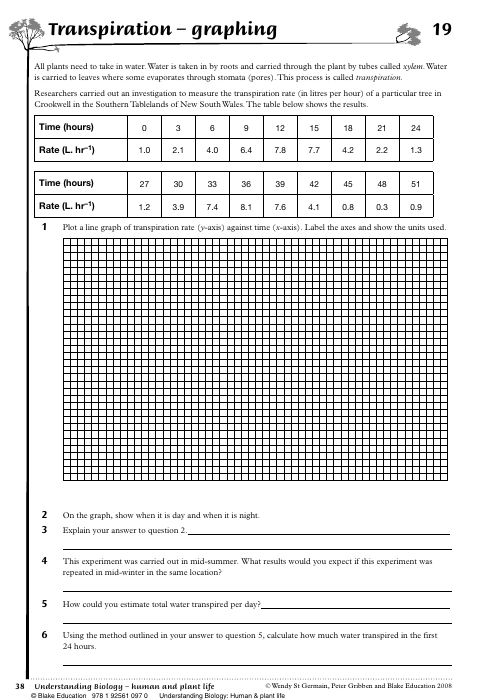 Transpiration – graphing
19
All plants need to take in water. Water is taken in by roots and carried through the plant by tubes called xylem. Water
is carried to leaves where some evaporates through stomata (pores). This process is called transpiration.
Researchers carried out an investigation to measure the transpiration rate (in litres per hour) of a particular tree in
Crookwell in the Southern Tablelands of New South Wales. The table below shows the results.
Time (hours) 0 3 6 9 12 15 18 21 24
Rate (L. hr⁻¹) 1.0 2.1 4.0 6.4 7.8 7.7 4.2 2.2 1.3
Time (hours) 27 30 33 36 39 42 45 48 51
Rate (L. hr⁻¹) 1.2 3.9 7.4 8.1 7.6 4.1 0.8 0.3 0.9
1 Plot a line graph of transpiration rate (y-axis) against time (x-axis). Label the axes and show the units used.
2 On the graph, show when it is day and when it is night.
3 Explain your answer to question 2.
4 This experiment was carried out in mid-summer. What results would you expect if this experiment was
repeated in mid-winter in the same location?
5 How could you estimate total water transpired per day?
6 Using the method outlined in your answer to question 5, calculate how much water transpired in the first
24 hours.
38 Understanding Biology – human and plant life ©Wendy St Germain, Peter Gribben and Blake Education 2008
© Blake Education 978 1 92561 097 0 Understanding Biology: Human & plant life